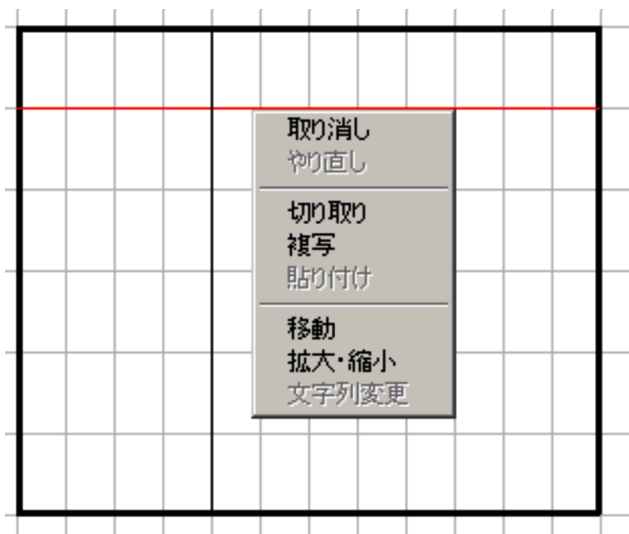 取り消し
やり直し
切り取り
複写
貼り付け
移動
拡大・縮小
文字列変更